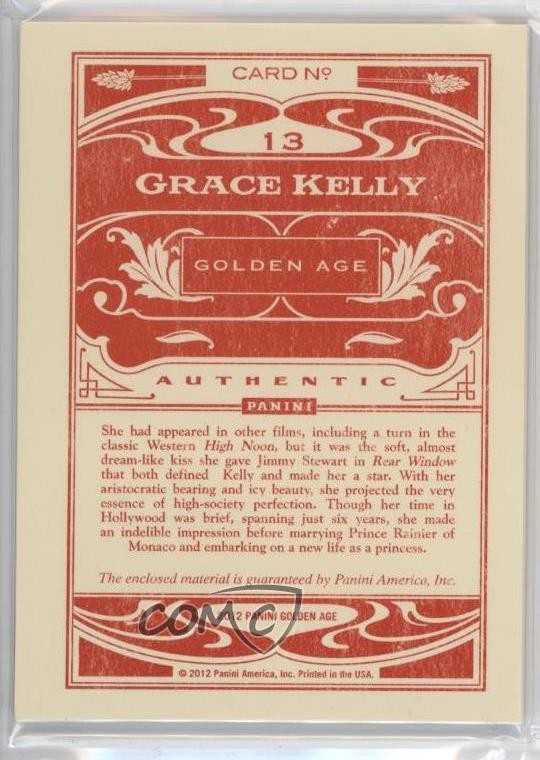 CARD Nº
13
GRACE KELLY
GOLDEN AGE
AUTHENTIC
PANINI
She had appeared in other films, including a turn in the
classic Western High Noon, but it was the soft, almost
dream-like kiss she gave Jimmy Stewart in Rear Window
that both defined Kelly and made her a star. With her
aristocratic bearing and icy beauty, she projected the very
essence of high-society perfection. Though her time in
Hollywood was brief, spanning just six years, she made
an indelible impression before marrying Prince Rainier of
Monaco and embarking on a new life as a princess.
The enclosed material is guaranteed by Panini America, Inc.
2012 PANINI GOLDEN AGE
COMC
© 2012 Panini America, Inc. Printed in the USA.